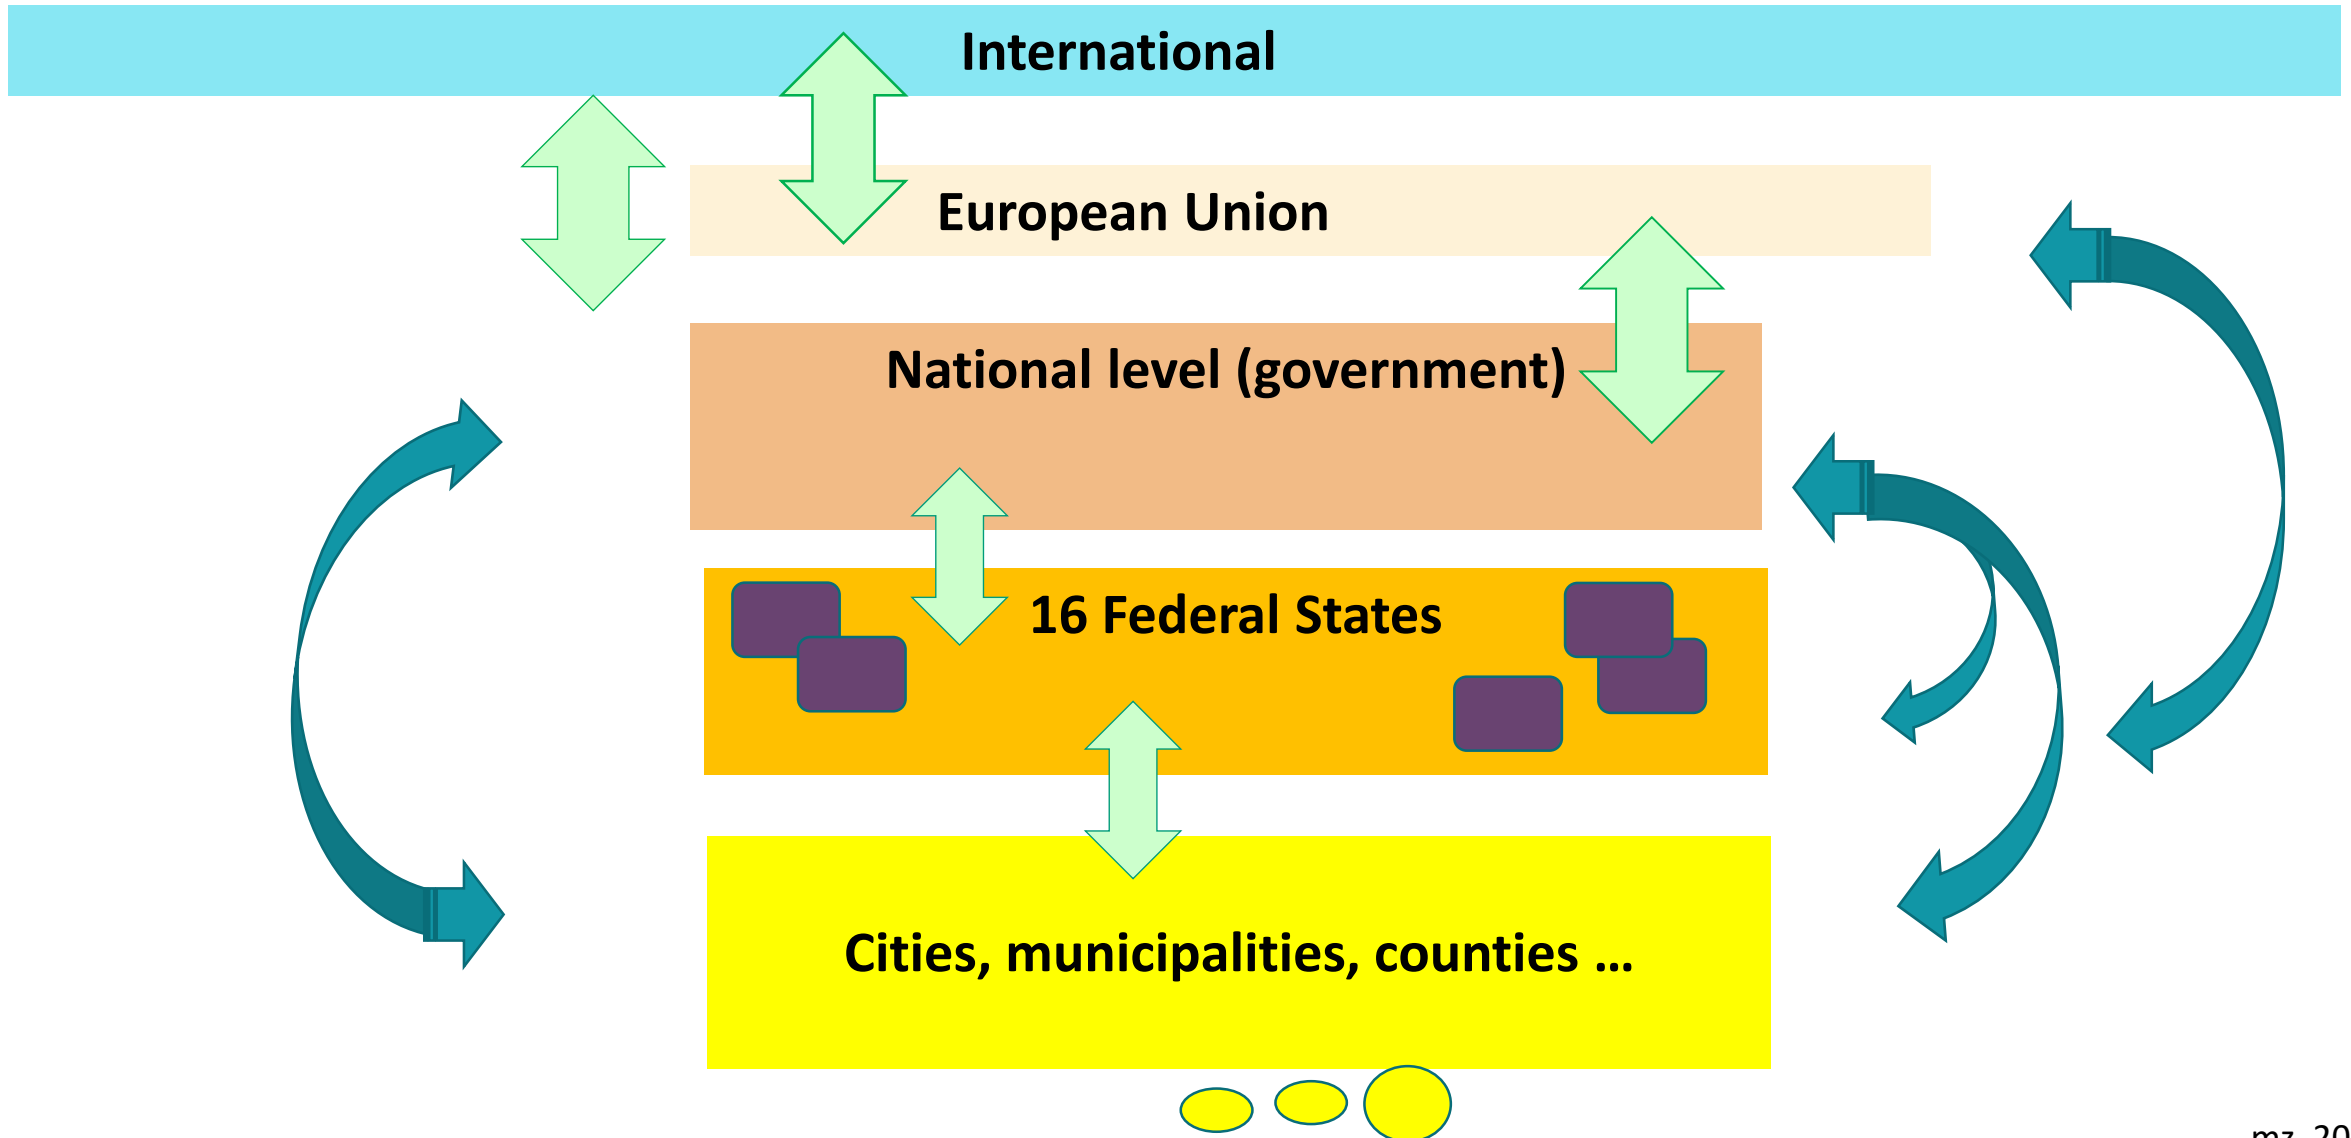 International
European Union
National level (government)
16 Federal States
Cities, municipalities, counties …